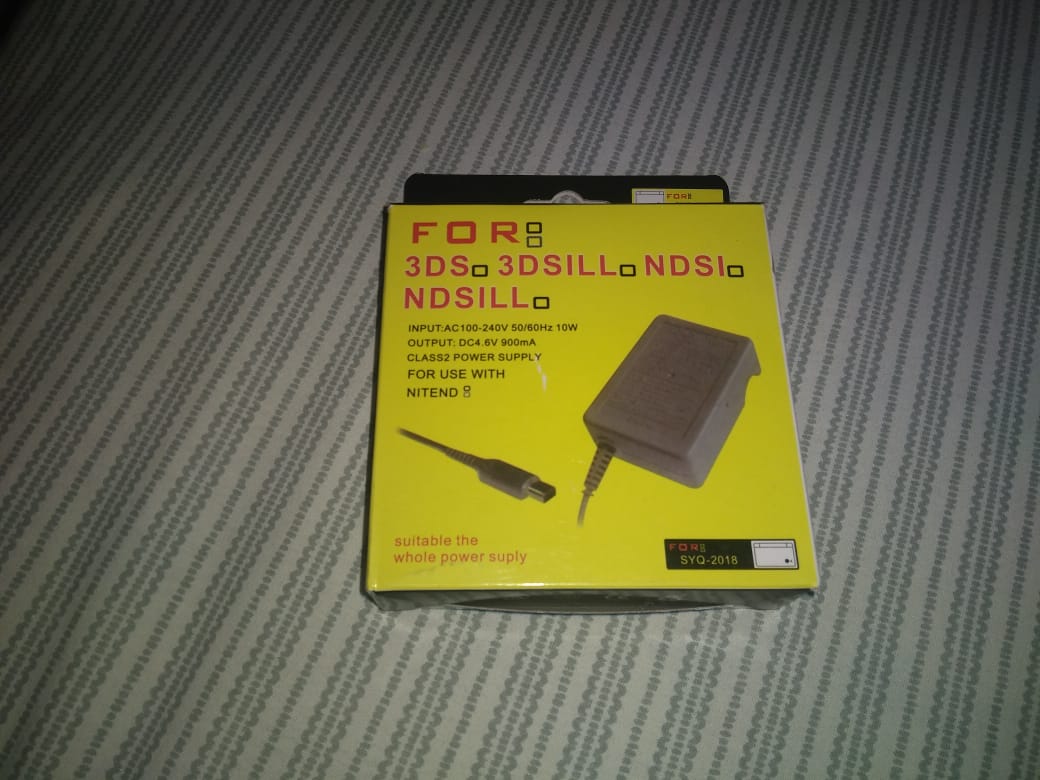 FOR:
FOR:
3DS 3DSILL NDSI
NDSILL
INPUT:AC100-240V 50/60Hz 10W
OUTPUT: DC4.6V 900mA
CLASS2 POWER SUPPLY
FOR USE WITH
NITEND
suitable the
whole power suply
FOR:
SYQ-2018